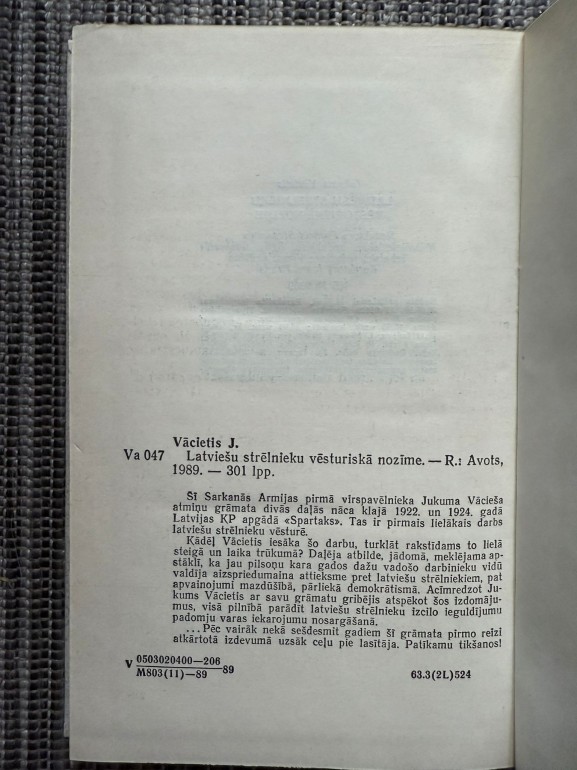 Vācietis J.
Va 047 Latviešu strēlnieku vēsturiskā nozīme. — R.: Avots,
1989. — 301 lpp.
Šī Sarkanās Armijas pirmā virspavēlnieka Jukuma Vācieša
atmiņu grāmata divās daļās nāca klajā 1922. un 1924. gadā
Latvijas KP apgādā «Spartaks». Tas ir pirmais lielākais darbs
latviešu strēlnieku vēsturē.
Kādēļ Vācietis iesāka šo darbu, turklāt rakstīdams to lielā
steigā un laika trūkumā? Daļēja atbilde, jādomā, meklējama ap-
stāklī, ka jau pilsoņu kara gados dažu vadošo darbinieku vidū
valdīja aizspriedumaina attieksme pret latviešu strēlniekiem, pat
apvainojumi mazdūšībā, pārliekā demokrātismā. Acīmredzot Ju-
kums Vācietis ar savu grāmatu gribējis atspēkot šos izdomāju-
mus, visā pilnībā parādīt latviešu strēlnieku izcilo ieguldījumu
padomju varas iekarojumu nosargāšanā.
...Pēc vairāk nekā sešdesmit gadiem šī grāmata pirmo reizi
atkārtotā izdevumā uzsāk ceļu pie lasītāja. Patīkamu tikšanos!
V 0503020400—206
M803(11)—89 89 63.3(2L)524